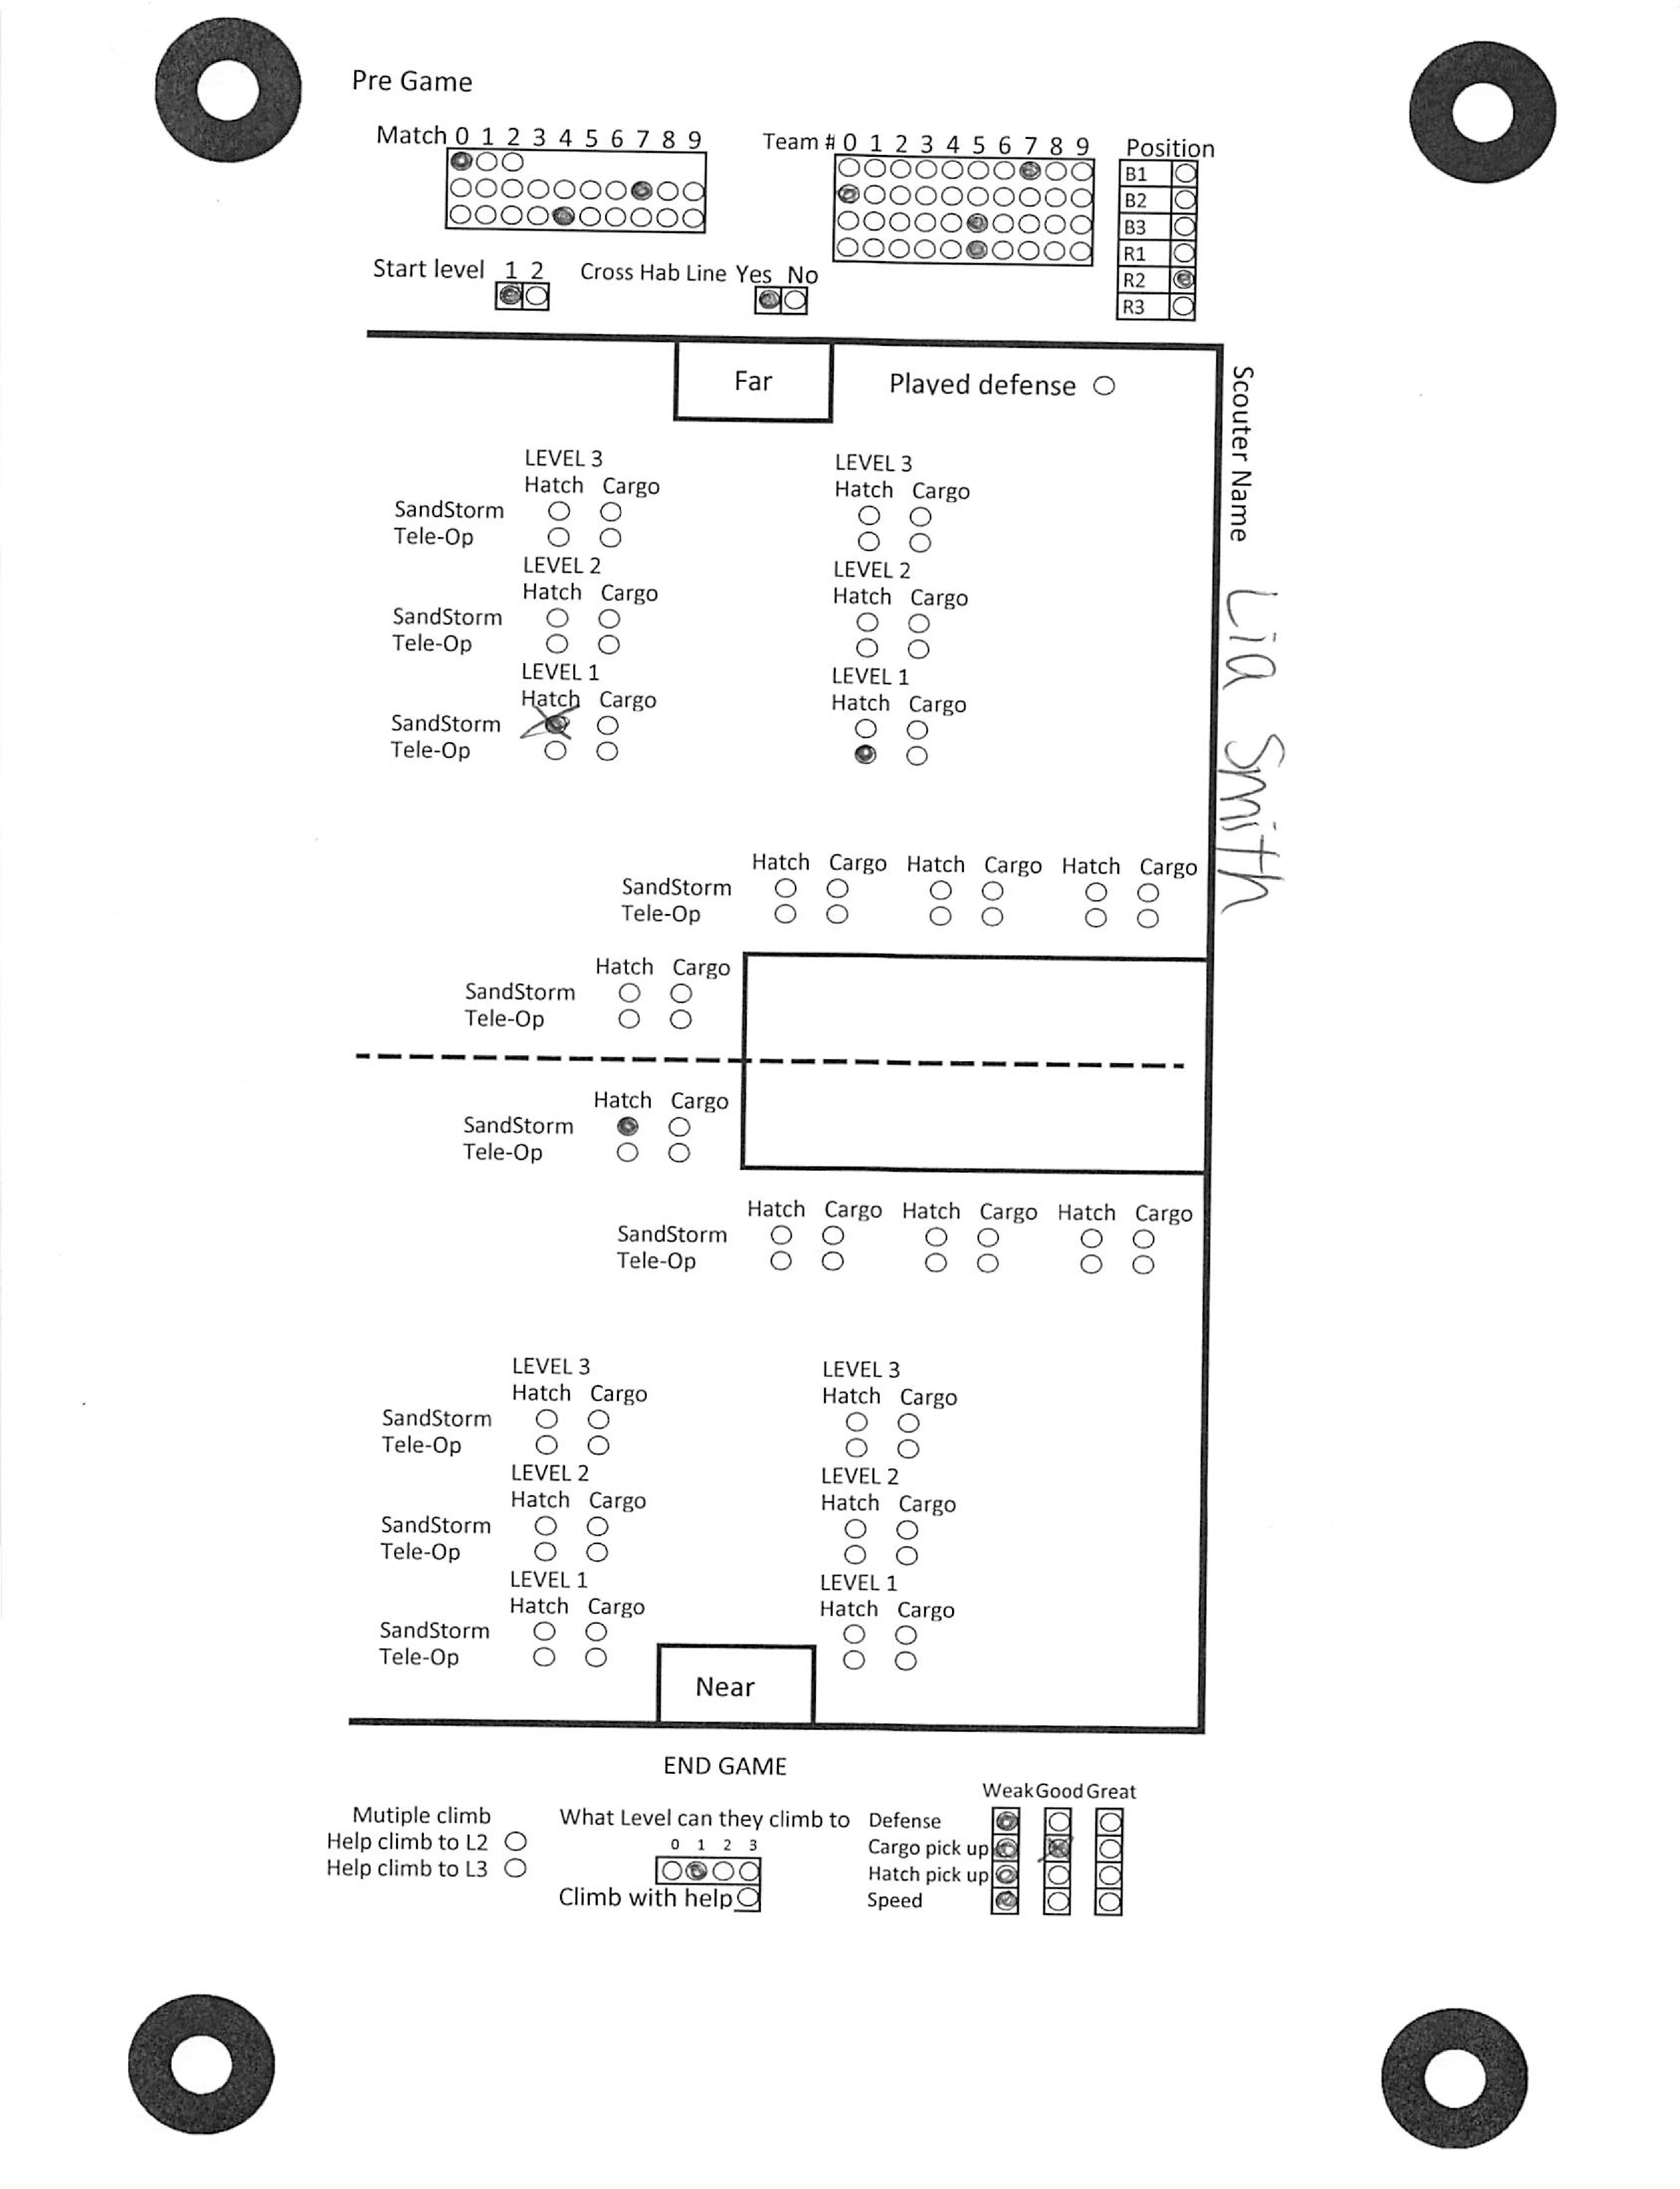 Pre Game
Match 0 1 2 3 4 5 6 7 8 9
Team # 0 1 2 3 4 5 6 7 8 9
Position
B1
B2
B3
R1
R2
R3
Start level 1 2
Cross Hab Line Yes No
Far
Played defense
Scouter Name Lia Smith
LEVEL 3 LEVEL 3
Hatch Cargo Hatch Cargo
SandStorm
Tele-Op
LEVEL 2 LEVEL 2
Hatch Cargo Hatch Cargo
SandStorm
Tele-Op
LEVEL 1 LEVEL 1
Hatch Cargo Hatch Cargo
SandStorm
Tele-Op
Hatch Cargo Hatch Cargo Hatch Cargo
SandStorm
Tele-Op
Hatch Cargo
SandStorm
Tele-Op
Hatch Cargo
SandStorm
Tele-Op
Hatch Cargo Hatch Cargo Hatch Cargo
SandStorm
Tele-Op
LEVEL 3 LEVEL 3
Hatch Cargo Hatch Cargo
SandStorm
Tele-Op
LEVEL 2 LEVEL 2
Hatch Cargo Hatch Cargo
SandStorm
Tele-Op
LEVEL 1 LEVEL 1
Hatch Cargo Hatch Cargo
SandStorm
Tele-Op
Near
END GAME
Mutiple climb
Help climb to L2
Help climb to L3
What Level can they climb to
0 1 2 3
Climb with help
Weak Good Great
Defense
Cargo pick up
Hatch pick up
Speed